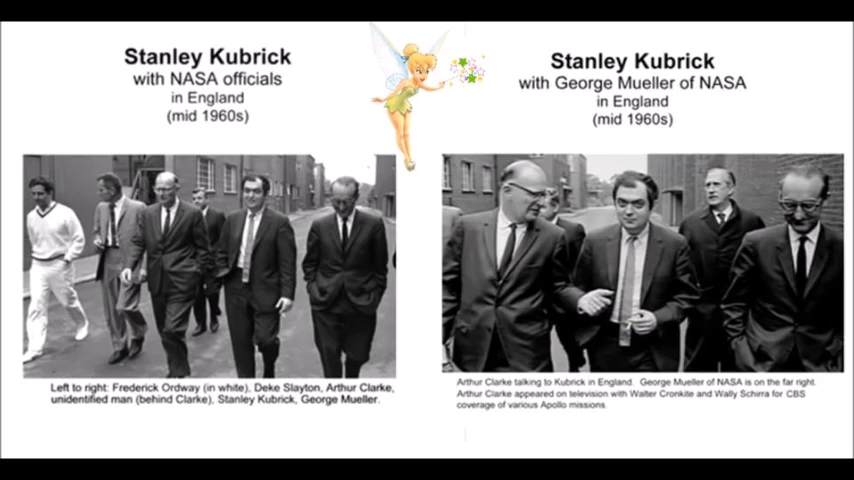 Stanley Kubrick
with NASA officials
in England
(mid 1960s)
Left to right: Frederick Ordway (in white), Deke Slayton, Arthur Clarke,
unidentified man (behind Clarke), Stanley Kubrick, George Mueller.
Stanley Kubrick
with George Mueller of NASA
in England
(mid 1960s)
Arthur Clarke talking to Kubrick in England. George Mueller of NASA is on the far right.
Arthur Clarke appeared on television with Walter Cronkite and Wally Schirra for CBS
coverage of various Apollo missions.